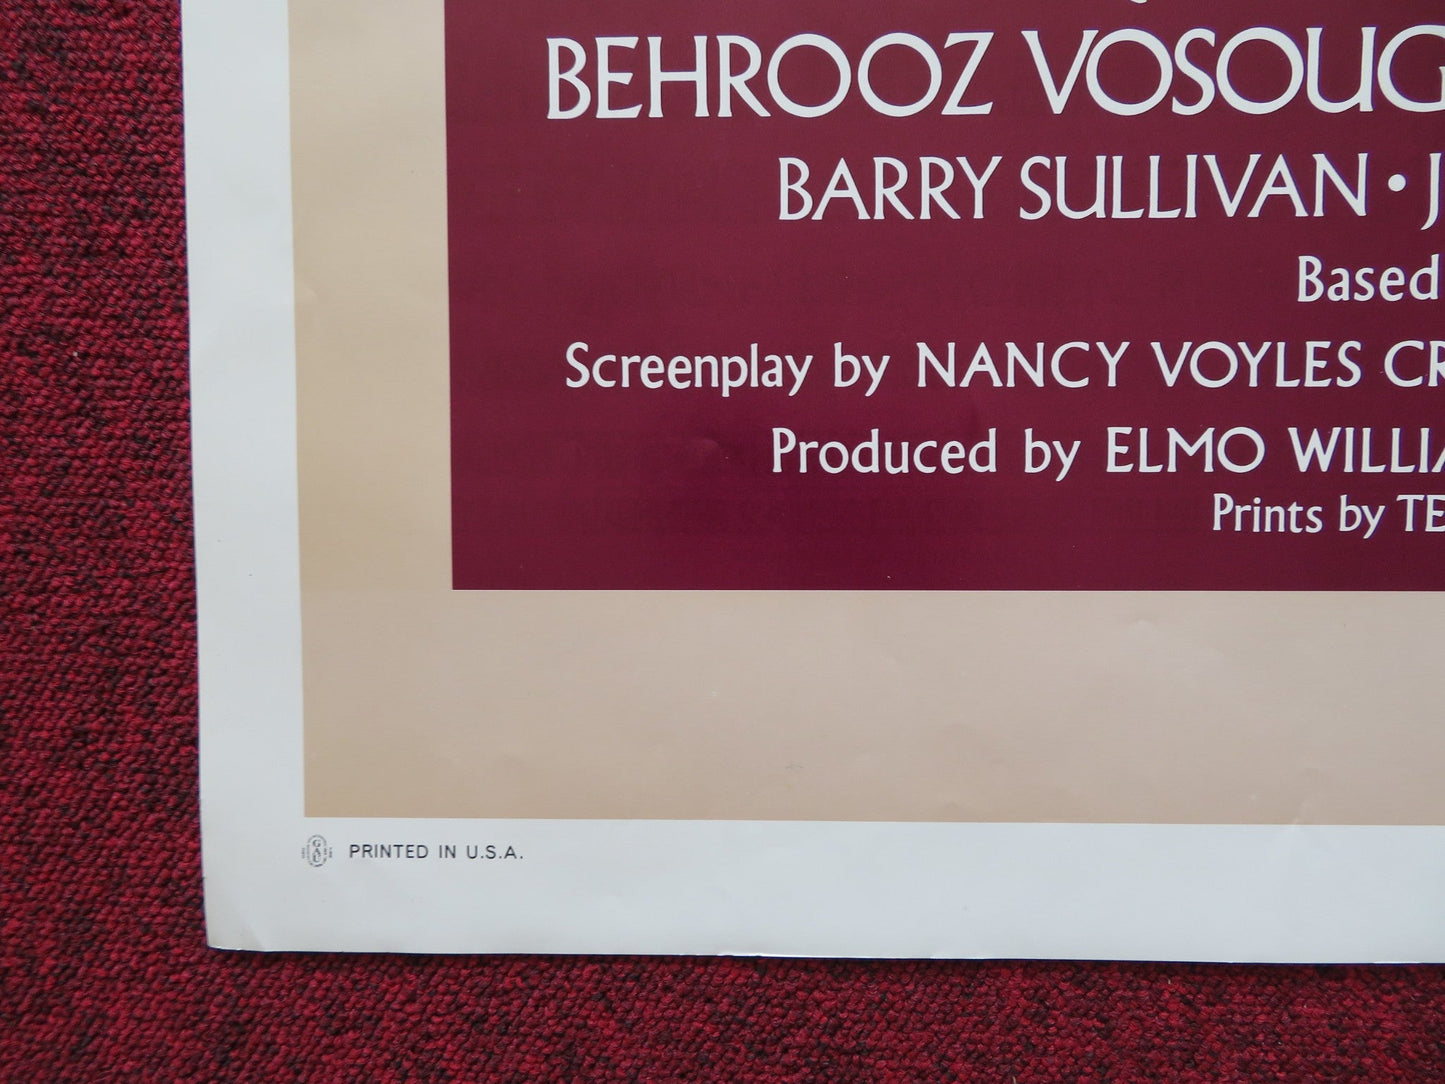 BEHROOZ VOSOUG
BARRY SULLIVAN • J
Based
Screenplay by NANCY VOYLES CR
Produced by ELMO WILLIA
Prints by TE
PRINTED IN U.S.A.